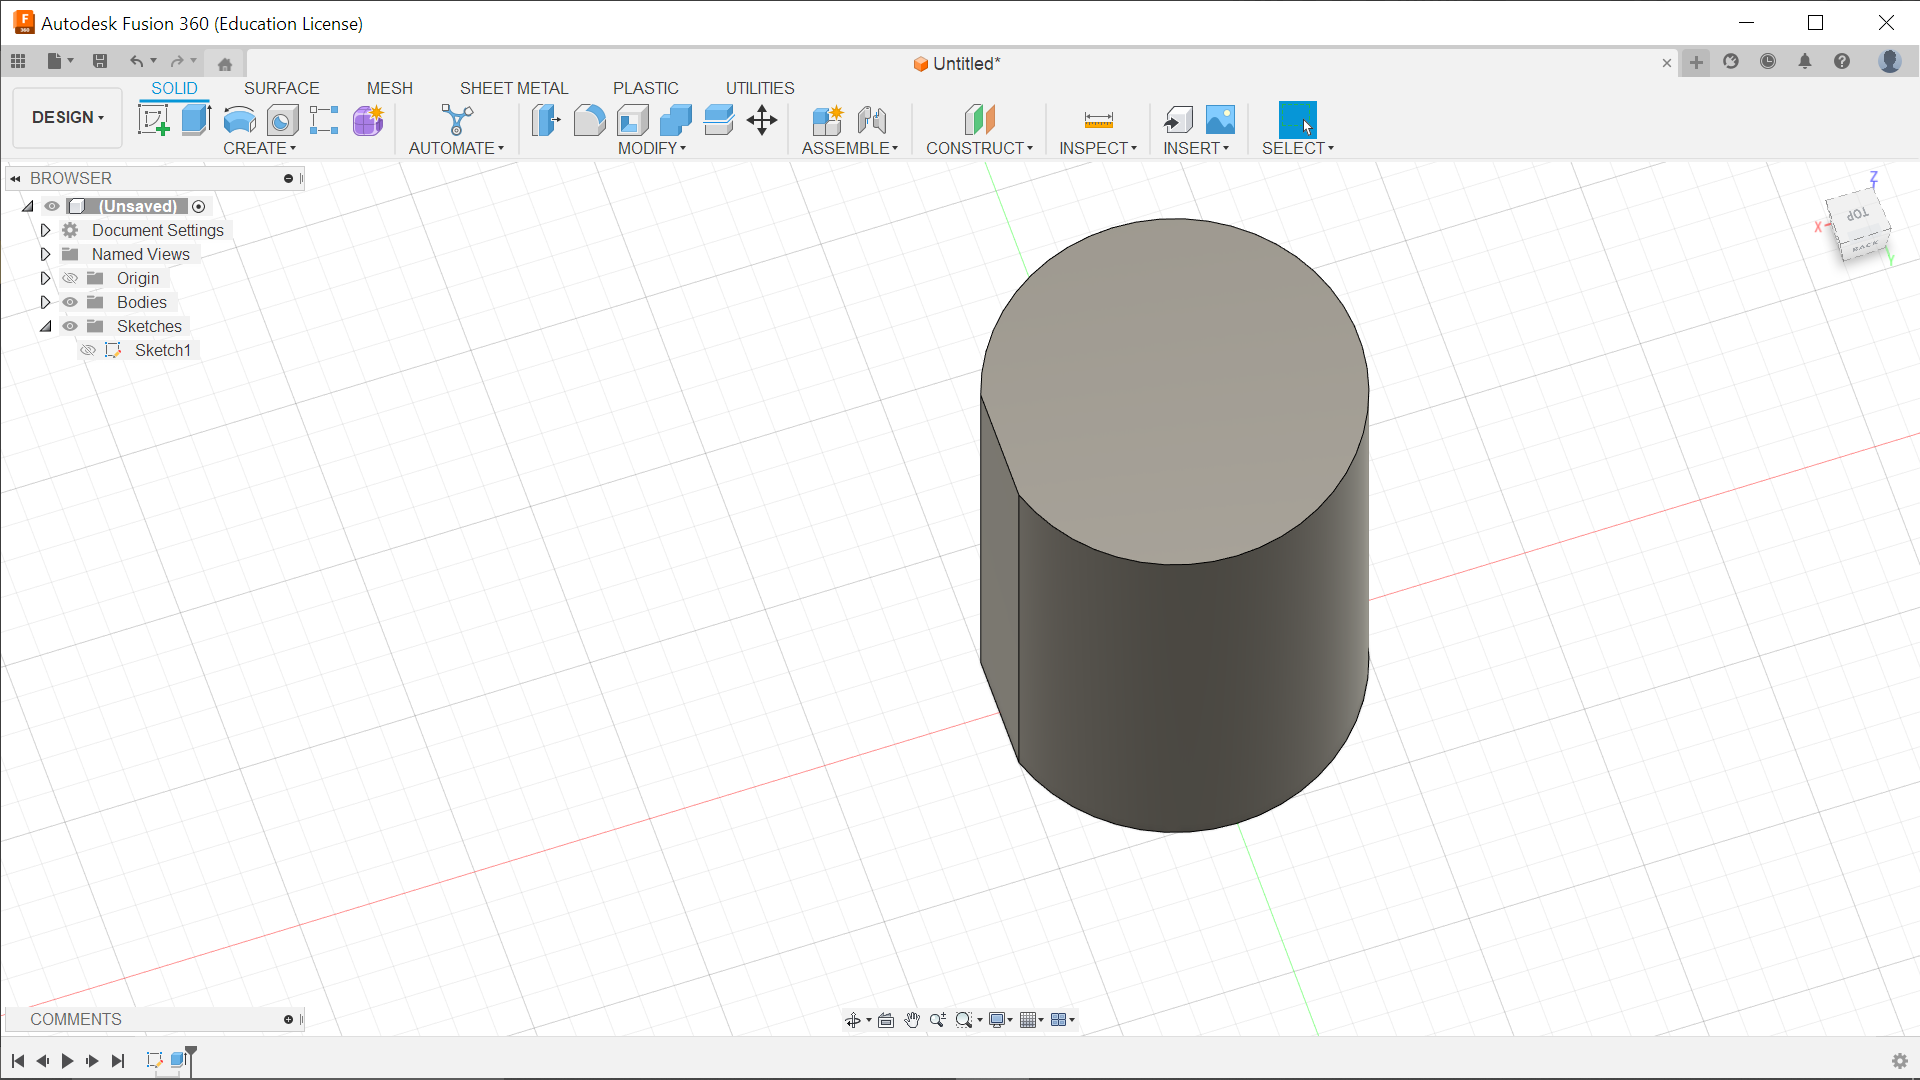 Autodesk Fusion 360 (Education License)
Untitled*
SOLID SURFACE MESH SHEET METAL PLASTIC UTILITIES
DESIGN
CREATE AUTOMATE MODIFY ASSEMBLE CONSTRUCT INSPECT INSERT SELECT
BROWSER
(Unsaved)
Document Settings
Named Views
Origin
Bodies
Sketches
Sketch1
Z
TOP
X
BACK
Y
COMMENTS